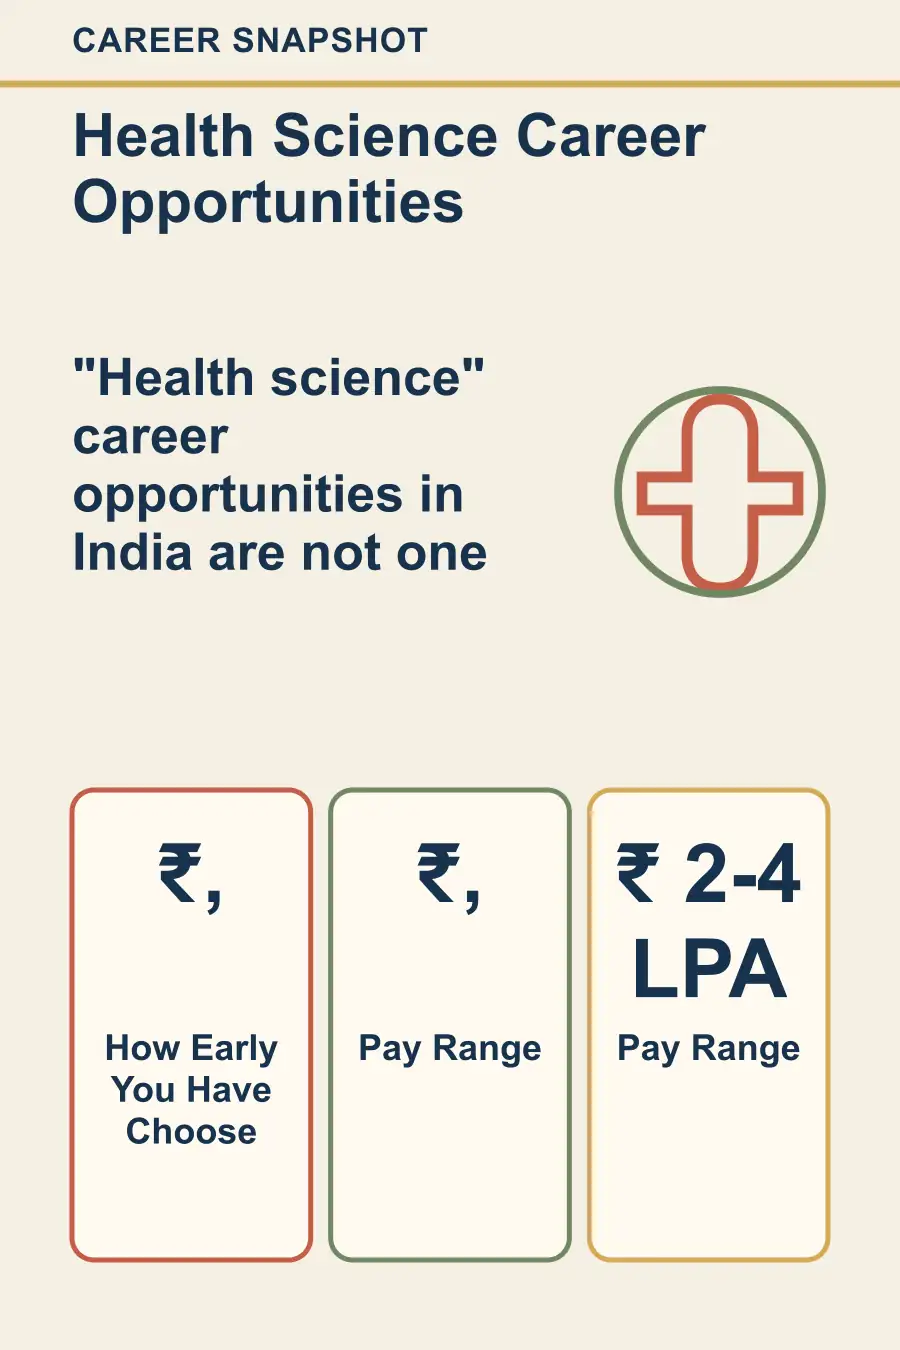 CAREER SNAPSHOT
Health Science Career
Opportunities
"Health science"
career
opportunities in
India are not one
₹,
How Early
You Have
Choose
₹,
Pay Range
₹ 2-4
LPA
Pay Range